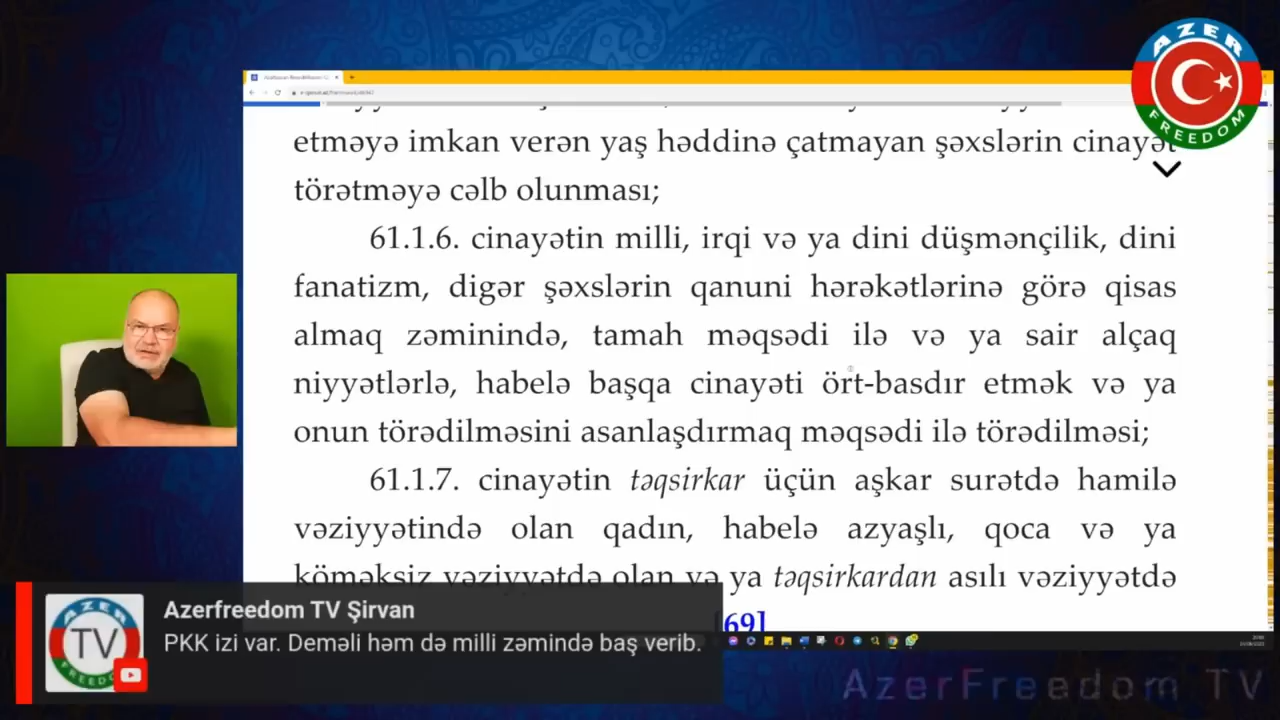 AZER
FREEDOM
etməyə imkan verən yaş həddinə çatmayan şəxslərin cinayət
törətməyə cəlb olunması;
61.1.6. cinayətin milli, irqi və ya dini düşmənçilik, dini
fanatizm, digər şəxslərin qanuni hərəkətlərinə görə qisas
almaq zəminində, tamah məqsədi ilə və ya sair alçaq
niyyətlərlə, habelə başqa cinayəti ört-basdır etmək və ya
onun törədilməsini asanlaşdırmaq məqsədi ilə törədilməsi;
61.1.7. cinayətin təqsirkar üçün aşkar surətdə hamilə
vəziyyətində olan qadın, habelə azyaşlı, qoca və ya
köməksiz vəziyyətdə olan və ya təqsirkardan asılı vəziyyətdə
69]
AZER
TV
FREEDOM
Azerfreedom TV Şirvan
PKK izi var. Deməli həm də milli zəmində baş verib.
AzerFreedom TV